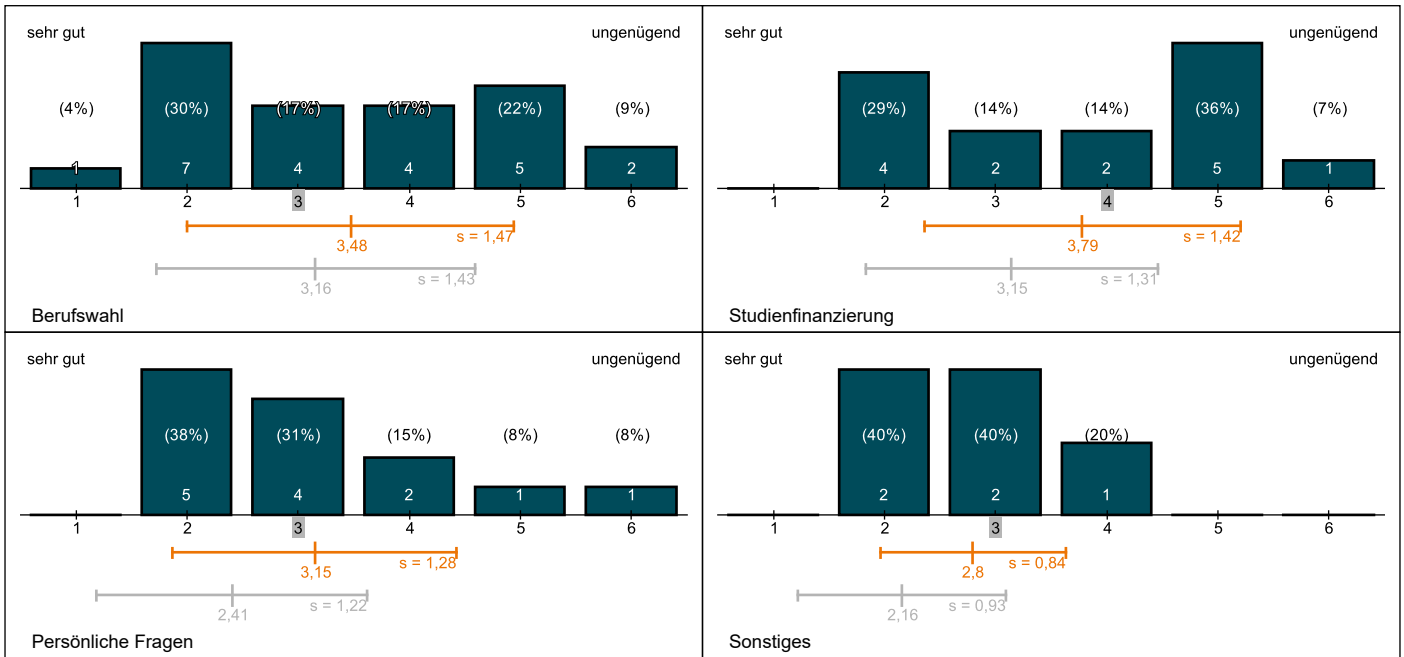 sehr gut ungenügend
(4%) (30%) (17%) (17%) (22%) (9%)
1 7 4 4 5 2
1 2 3 4 5 6
3,48 s = 1,47
3,16 s = 1,43
Berufswahl
sehr gut ungenügend
(29%) (14%) (14%) (36%) (7%)
4 2 2 5 1
1 2 3 4 5 6
3,79 s = 1,42
3,15 s = 1,31
Studienfinanzierung
sehr gut ungenügend
(38%) (31%) (15%) (8%) (8%)
5 4 2 1 1
1 2 3 4 5 6
3,15 s = 1,28
2,41 s = 1,22
Persönliche Fragen
sehr gut ungenügend
(40%) (40%) (20%)
2 2 1
1 2 3 4 5 6
2,8 s = 0,84
2,16 s = 0,93
Sonstiges